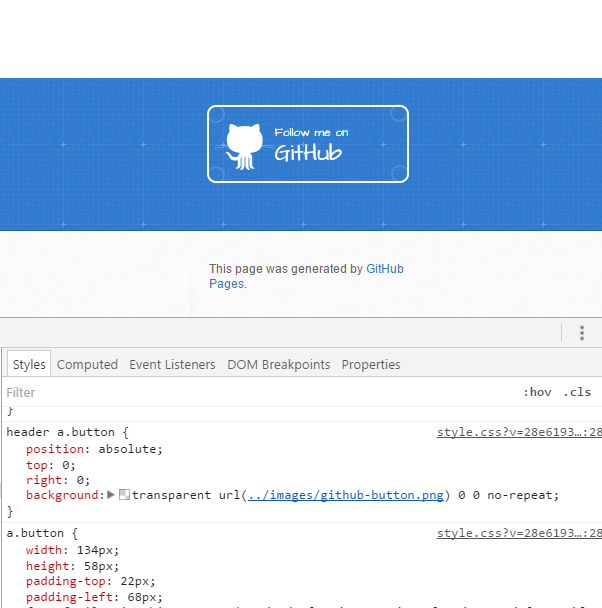 Follow me on
GitHub
This page was generated by GitHub
Pages.
Styles Computed Event Listeners DOM Breakpoints Properties
Filter :hov .cls
}
header a.button { style.css?v=28e6193…:28
position: absolute;
top: 0;
right: 0;
background: transparent url(../images/github-button.png) 0 0 no-repeat;
}
a.button { style.css?v=28e6193…:28
width: 134px;
height: 58px;
padding-top: 22px;
padding-left: 68px;